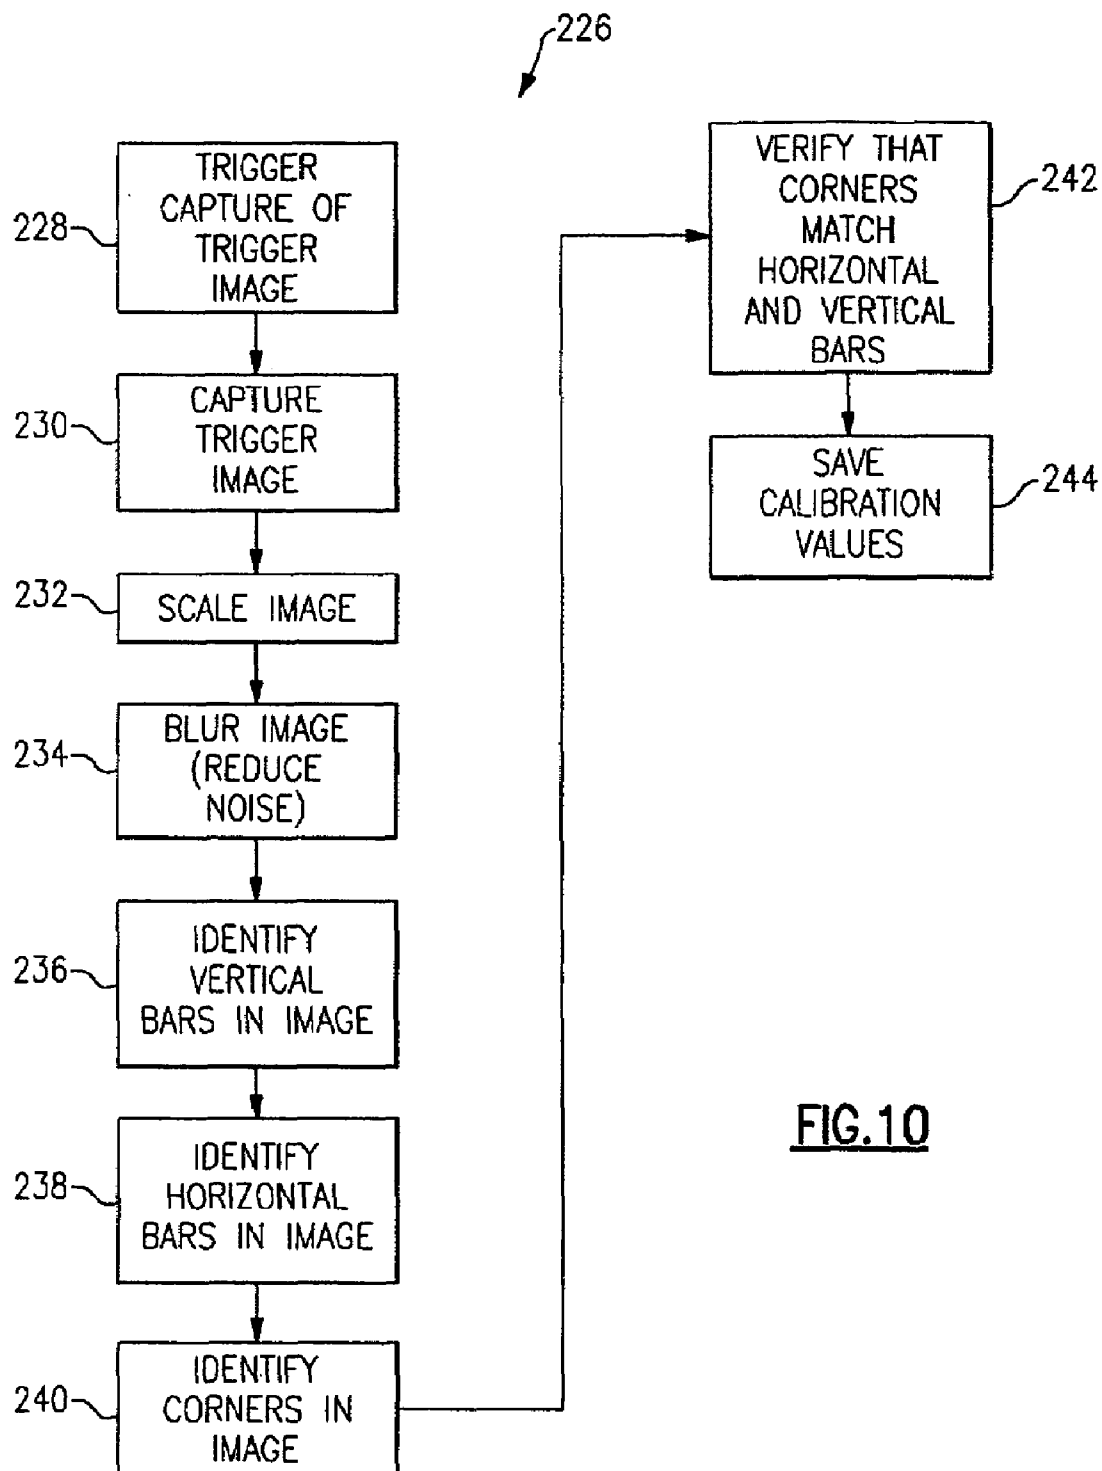 226
228
TRIGGER
CAPTURE OF
TRIGGER
IMAGE
230
CAPTURE
TRIGGER
IMAGE
232
SCALE IMAGE
234
BLUR IMAGE
(REDUCE
NOISE)
236
IDENTIFY
VERTICAL
BARS IN IMAGE
238
IDENTIFY
HORIZONTAL
BARS IN IMAGE
240
IDENTIFY
CORNERS IN
IMAGE
VERIFY THAT
CORNERS
MATCH
HORIZONTAL
AND VERTICAL
BARS
242
SAVE
CALIBRATION
VALUES
244
FIG.10